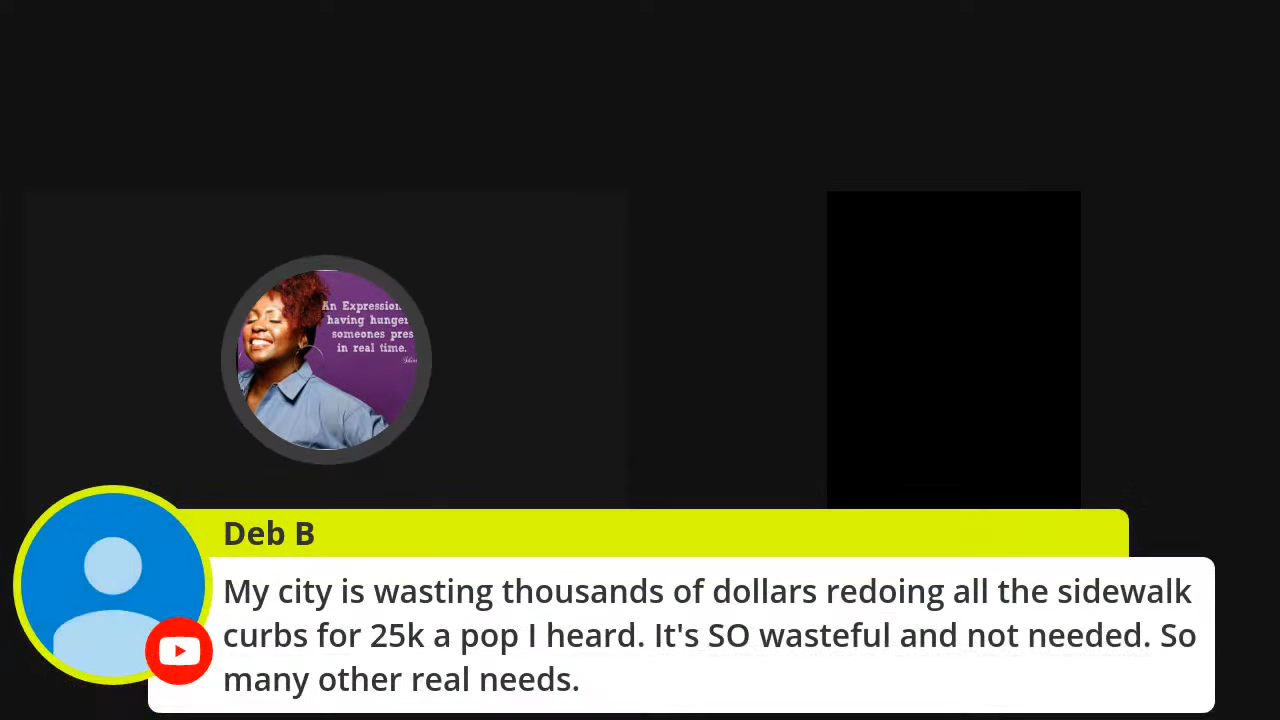 An Expression
having hunger
someones pres
in real time.
Deb B
My city is wasting thousands of dollars redoing all the sidewalk
curbs for 25k a pop I heard. It's SO wasteful and not needed. So
many other real needs.